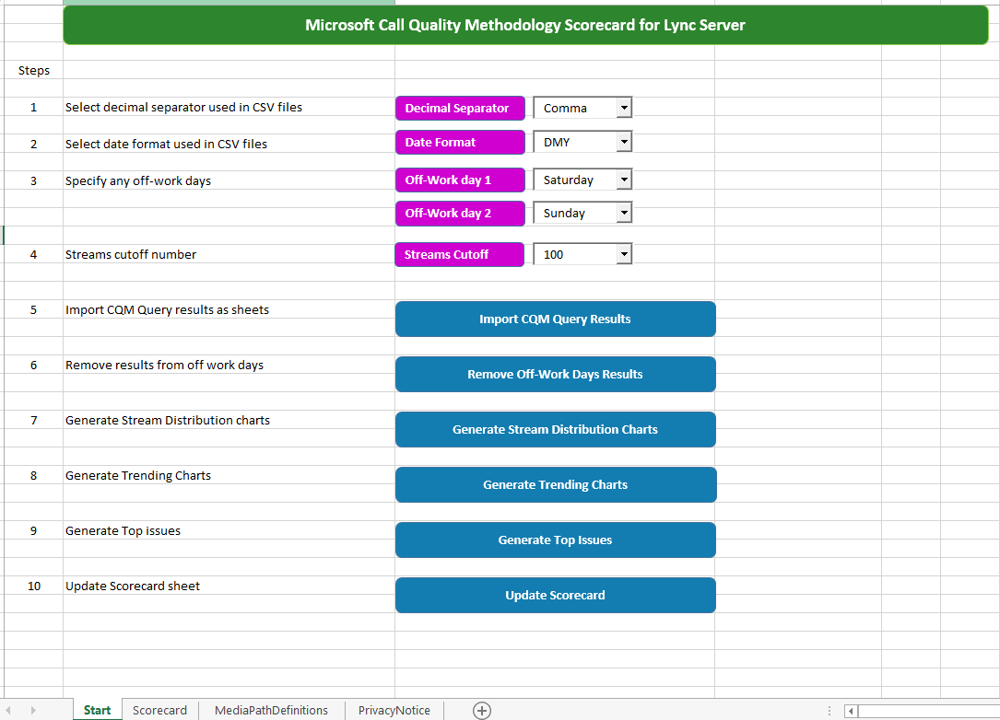 Microsoft Call Quality Methodology Scorecard for Lync Server
Steps
1 Select decimal separator used in CSV files Decimal Separator Comma
2 Select date format used in CSV files Date Format DMY
3 Specify any off-work days Off-Work day 1 Saturday
Off-Work day 2 Sunday
4 Streams cutoff number Streams Cutoff 100
5 Import CQM Query results as sheets Import CQM Query Results
6 Remove results from off work days Remove Off-Work Days Results
7 Generate Stream Distribution charts Generate Stream Distribution Charts
8 Generate Trending Charts Generate Trending Charts
9 Generate Top issues Generate Top Issues
10 Update Scorecard sheet Update Scorecard
Start Scorecard MediaPathDefinitions PrivacyNotice